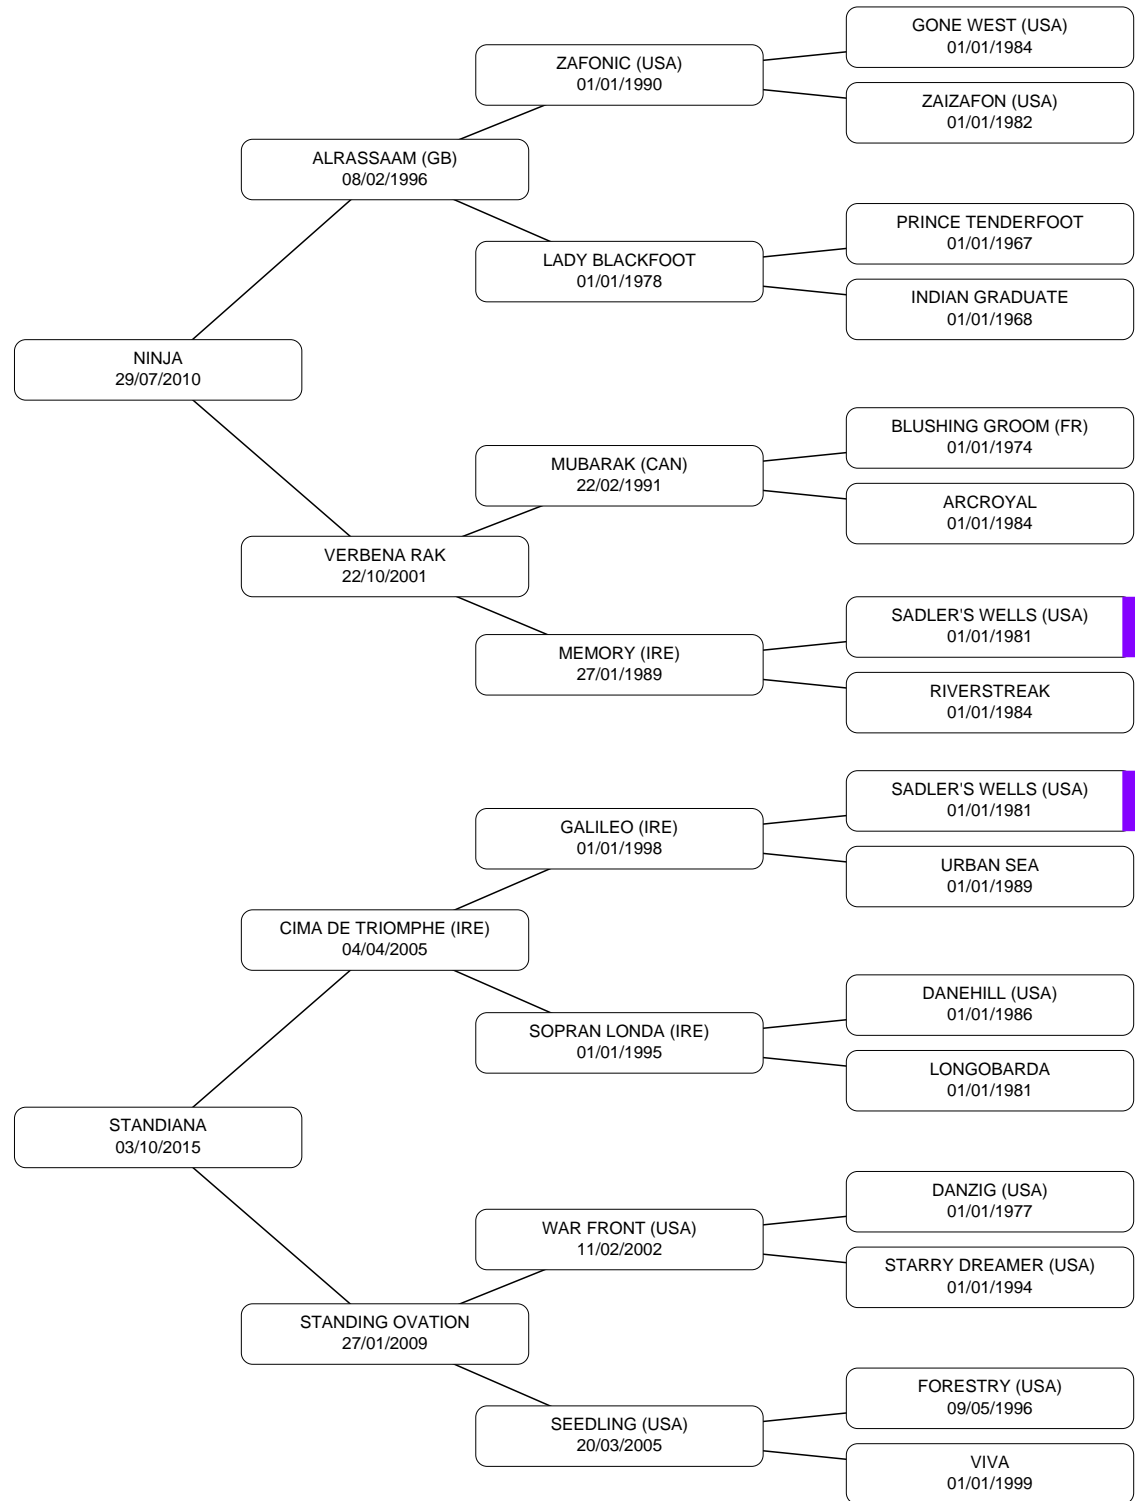 GONE WEST (USA)
01/01/1984
ZAFONIC (USA)
01/01/1990
ZAIZAFON (USA)
01/01/1982
ALRASSAAM (GB)
08/02/1996
PRINCE TENDERFOOT
01/01/1967
LADY BLACKFOOT
01/01/1978
INDIAN GRADUATE
01/01/1968
NINJA
29/07/2010
BLUSHING GROOM (FR)
01/01/1974
MUBARAK (CAN)
22/02/1991
ARCROYAL
01/01/1984
VERBENA RAK
22/10/2001
SADLER'S WELLS (USA)
01/01/1981
MEMORY (IRE)
27/01/1989
RIVERSTREAK
01/01/1984
SADLER'S WELLS (USA)
01/01/1981
GALILEO (IRE)
01/01/1998
URBAN SEA
01/01/1989
CIMA DE TRIOMPHE (IRE)
04/04/2005
DANEHILL (USA)
01/01/1986
SOPRAN LONDA (IRE)
01/01/1995
LONGOBARDA
01/01/1981
STANDIANA
03/10/2015
DANZIG (USA)
01/01/1977
WAR FRONT (USA)
11/02/2002
STARRY DREAMER (USA)
01/01/1994
STANDING OVATION
27/01/2009
FORESTRY (USA)
09/05/1996
SEEDLING (USA)
20/03/2005
VIVA
01/01/1999